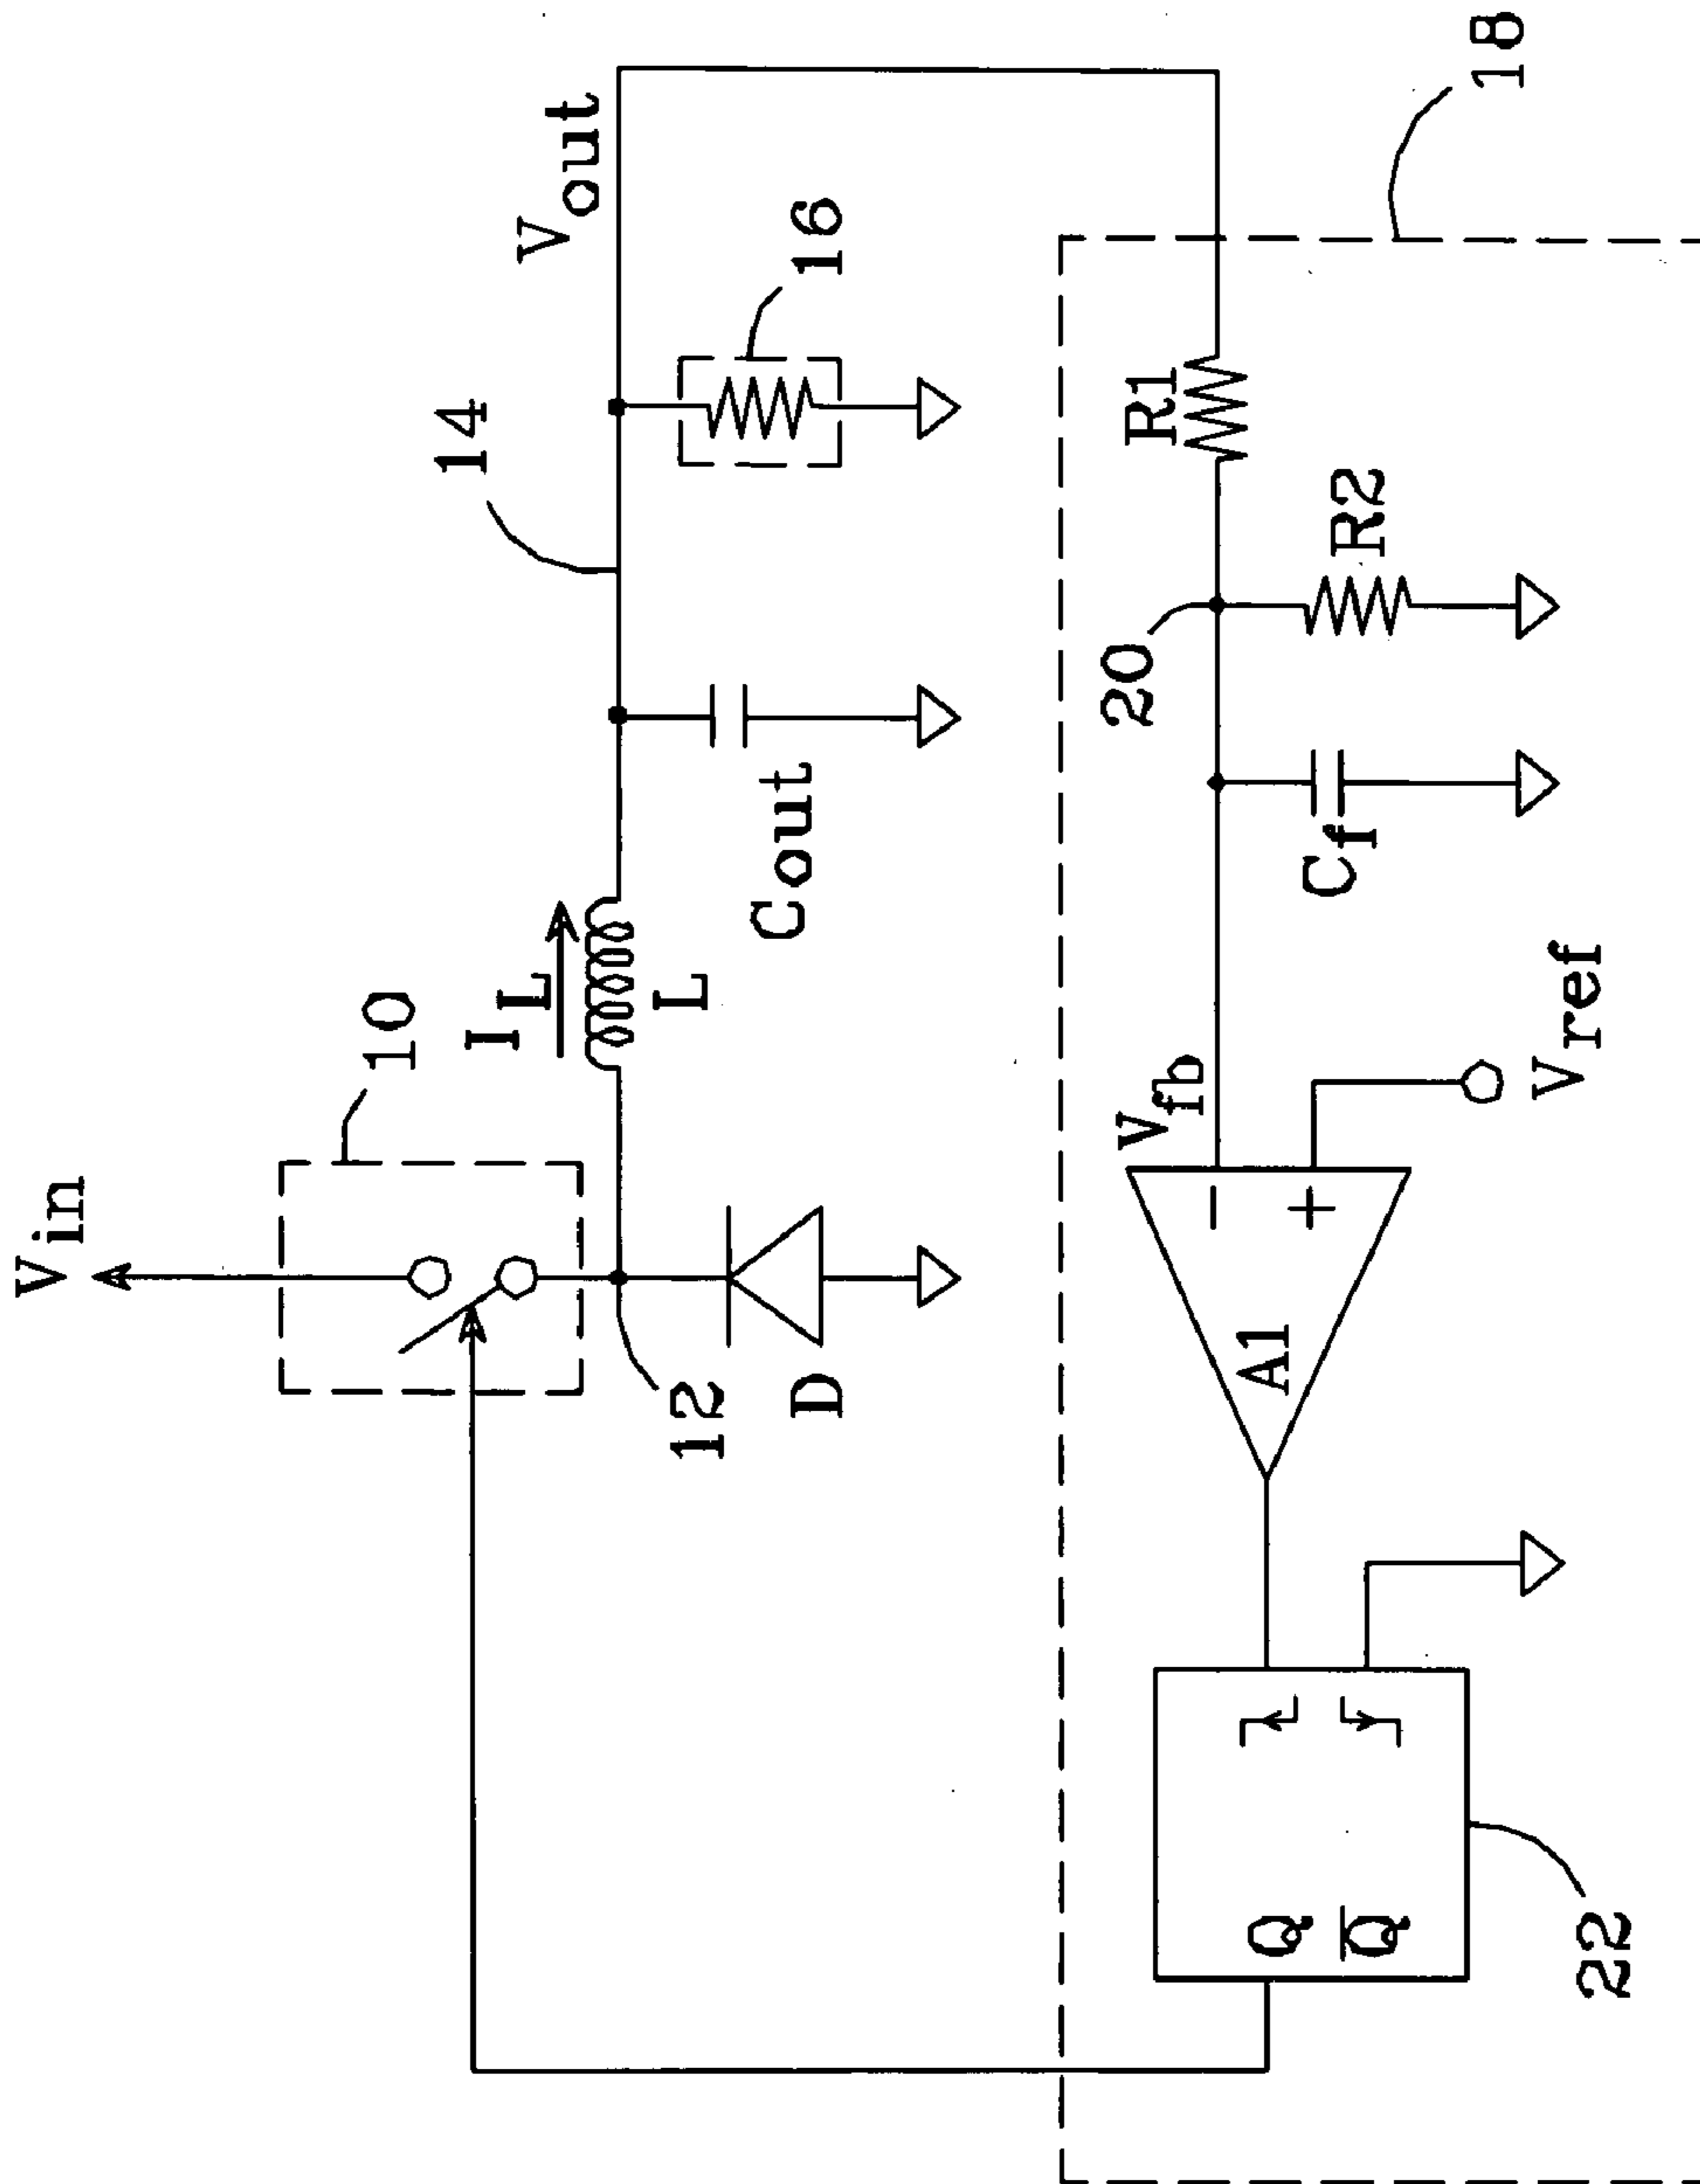 Vin
10
IL
14
Vout
L
16
12
D
Cout
20
R1
18
Vfb
R2
A1
−
+
Cf
Vref
Q
Q̅
22